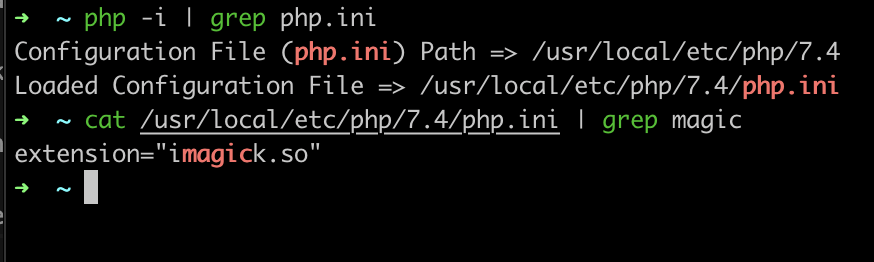 ➜  ~ php -i | grep php.ini
Configuration File (php.ini) Path => /usr/local/etc/php/7.4
Loaded Configuration File => /usr/local/etc/php/7.4/php.ini
➜  ~ cat /usr/local/etc/php/7.4/php.ini | grep magic
extension="imagick.so"
➜  ~